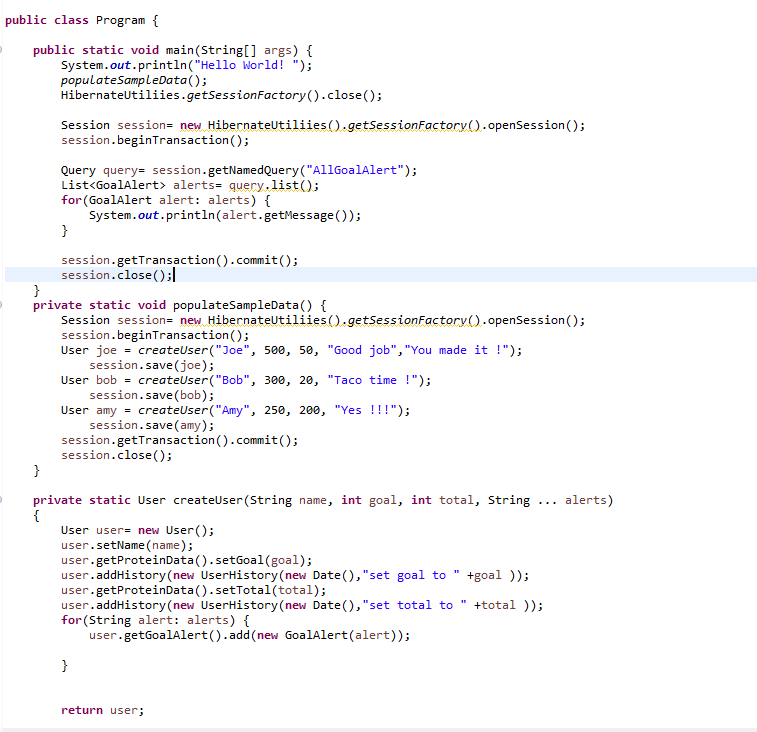 public class Program {
public static void main(String[] args) {
System.out.println("Hello World! ");
populateSampleData();
HibernateUtiliies.getSessionFactory().close();
Session session= new HibernateUtiliies().getSessionFactory().openSession();
session.beginTransaction();
Query query= session.getNamedQuery("AllGoalAlert");
List<GoalAlert> alerts= query.list();
for(GoalAlert alert: alerts) {
System.out.println(alert.getMessage());
}
session.getTransaction().commit();
session.close();
}
private static void populateSampleData() {
Session session= new HibernateUtiliies().getSessionFactory().openSession();
session.beginTransaction();
User joe = createUser("Joe", 500, 50, "Good job","You made it !");
session.save(joe);
User bob = createUser("Bob", 300, 20, "Taco time !");
session.save(bob);
User amy = createUser("Amy", 250, 200, "Yes !!!");
session.save(amy);
session.getTransaction().commit();
session.close();
}
private static User createUser(String name, int goal, int total, String ... alerts)
{
User user= new User();
user.setName(name);
user.getProteinData().setGoal(goal);
user.addHistory(new UserHistory(new Date(),"set goal to " +goal ));
user.getProteinData().setTotal(total);
user.addHistory(new UserHistory(new Date(),"set total to " +total ));
for(String alert: alerts) {
user.getGoalAlert().add(new GoalAlert(alert));
}
return user;